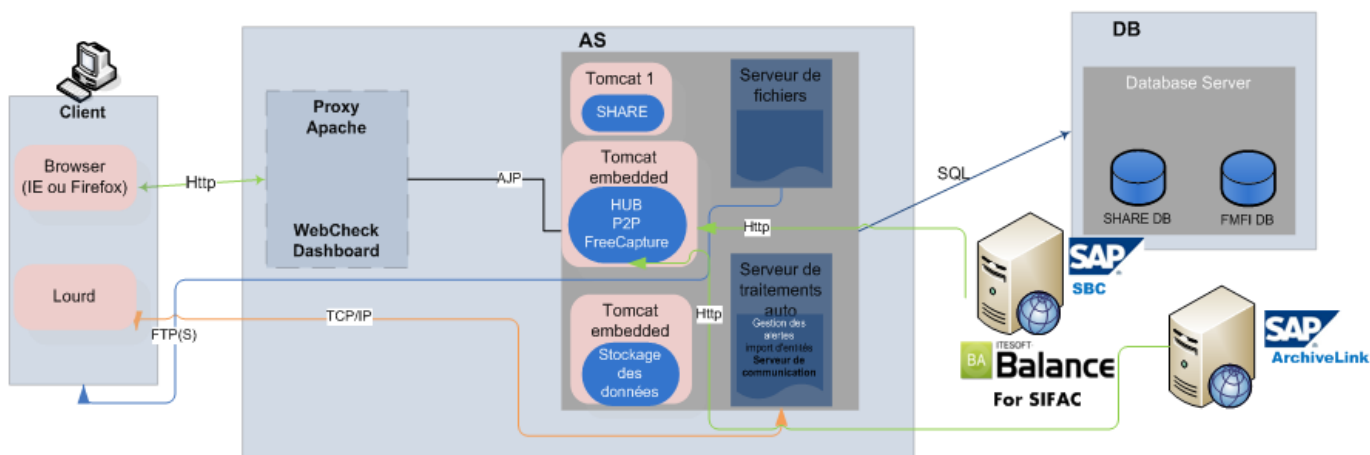 Client
Browser
(IE ou Firefox)
Lourd
Http
FTP(S)
TCP/IP
Proxy
Apache
WebCheck
Dashboard
AJP
AS
Tomcat 1
SHARE
Tomcat
embedded
HUB
P2P
FreeCapture
Tomcat
embedded
Stockage
des
données
Serveur de
fichiers
Http
Http
Serveur de
traitements
auto
Gestion des
alertes
import d'entités
Serveur de
communication
SQL
DB
Database Server
SHARE DB
FMFI DB
SAP
SBC
BA
ITESOFT
Balance
For SIFAC
SAP
ArchiveLink